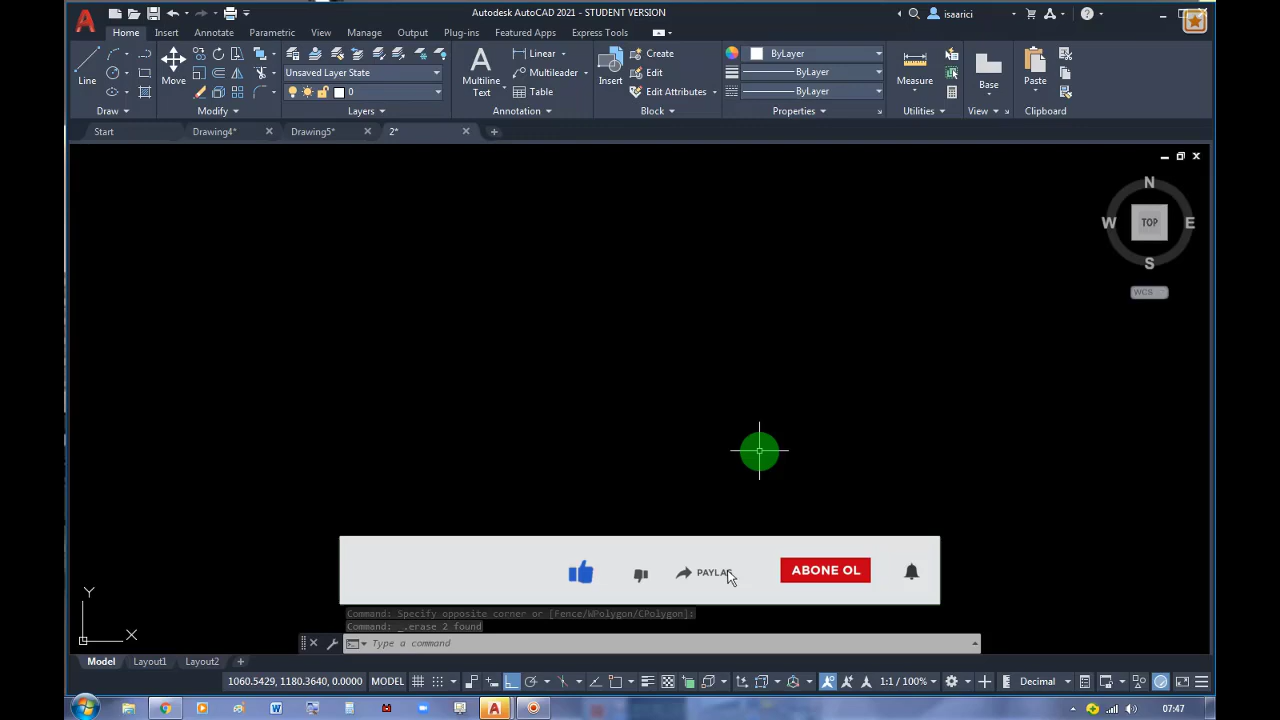 Autodesk AutoCAD 2021 - STUDENT VERSION
isaarici
Home Insert Annotate Parametric View Manage Output Plug-ins Featured Apps Express Tools
Line
Move
Unsaved Layer State
0
Multiline
Text
Linear
Multileader
Table
Insert
Create
Edit
Edit Attributes
ByLayer
ByLayer
ByLayer
Measure
Base
Paste
Draw Modify Layers Annotation Block Properties Utilities View Clipboard
Start Drawing4* Drawing5* 2*
N
W TOP E
S
WCS
ABONE OL
Command: Specify opposite corner or [Fence/WPolygon/CPolygon]:
Command: _.erase 2 found
Type a command
Y
X
Model Layout1 Layout2
1060.5429, 1180.3640, 0.0000 MODEL 1:1 / 100% Decimal
07:47